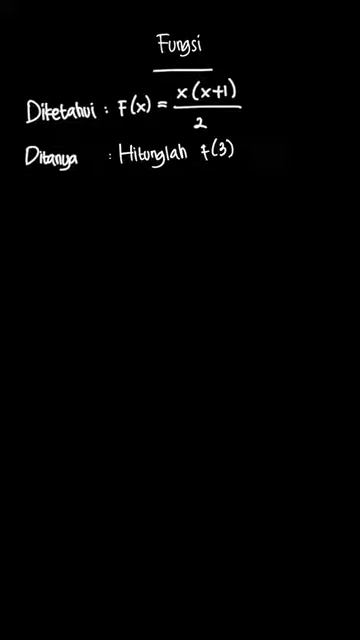 Fungsi
Diketahui : F(x) = x(x+1)/2
Ditanya : Hitunglah f(3)